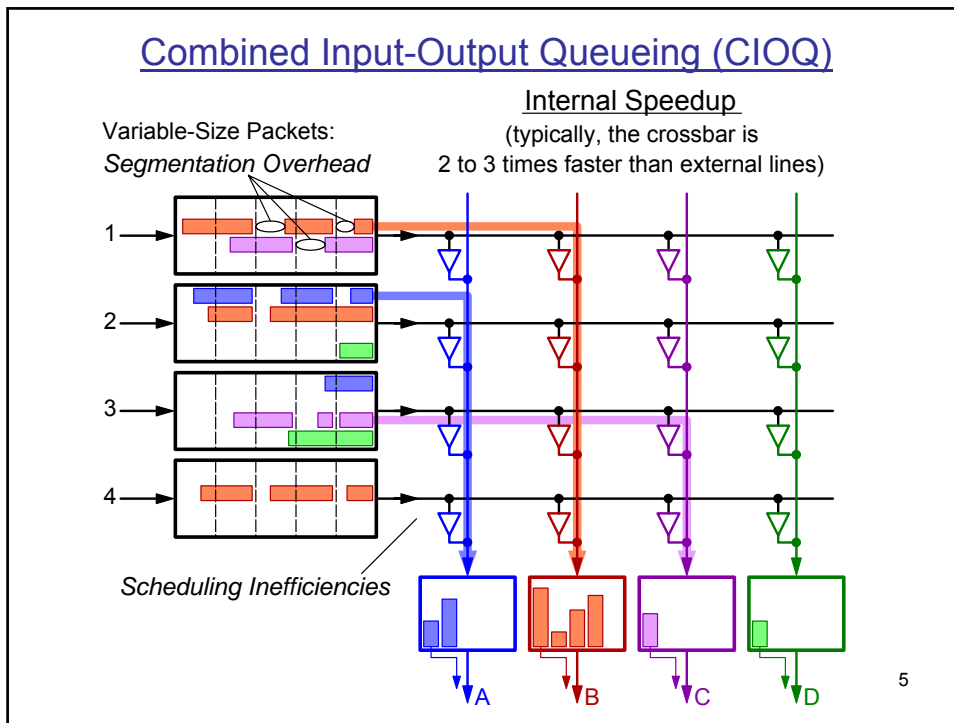 Combined Input-Output Queueing (CIOQ)
Internal Speedup
(typically, the crossbar is
2 to 3 times faster than external lines)
Variable-Size Packets:
Segmentation Overhead
1
2
3
4
Scheduling Inefficiencies
A
B
C
D
5